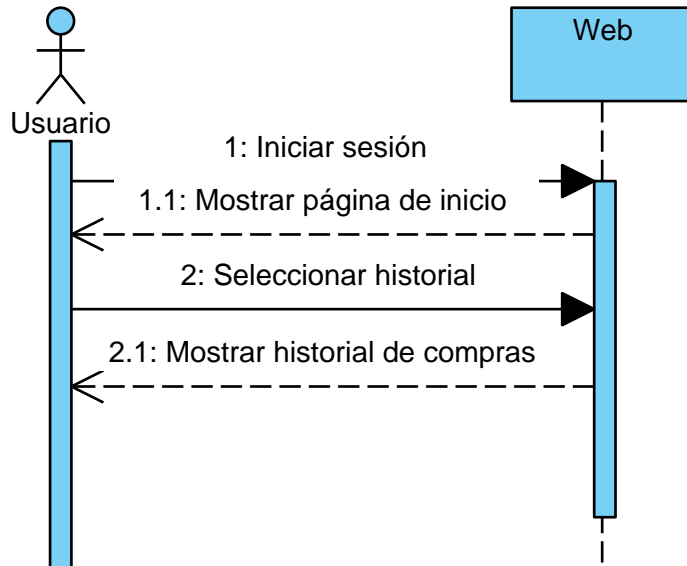 Web
Usuario
1: Iniciar sesión
1.1: Mostrar página de inicio
2: Seleccionar historial
2.1: Mostrar historial de compras